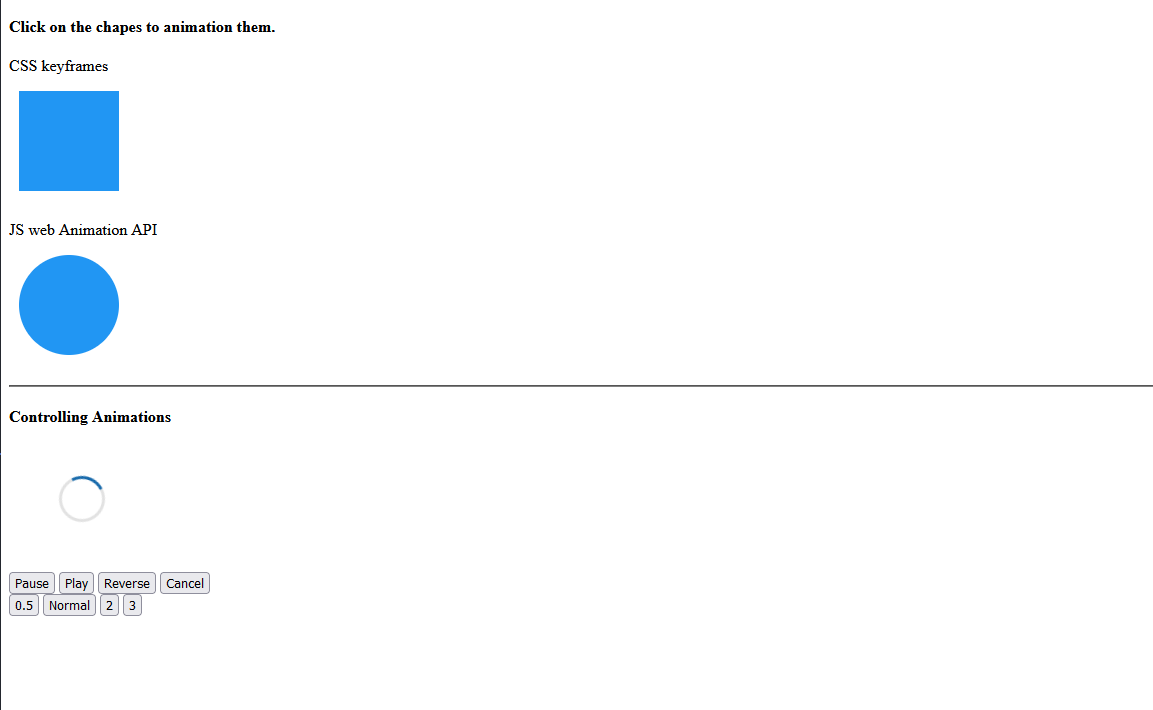 Click on the chapes to animation them.
CSS keyframes
JS web Animation API
Controlling Animations
Pause Play Reverse Cancel
0.5 Normal 2 3